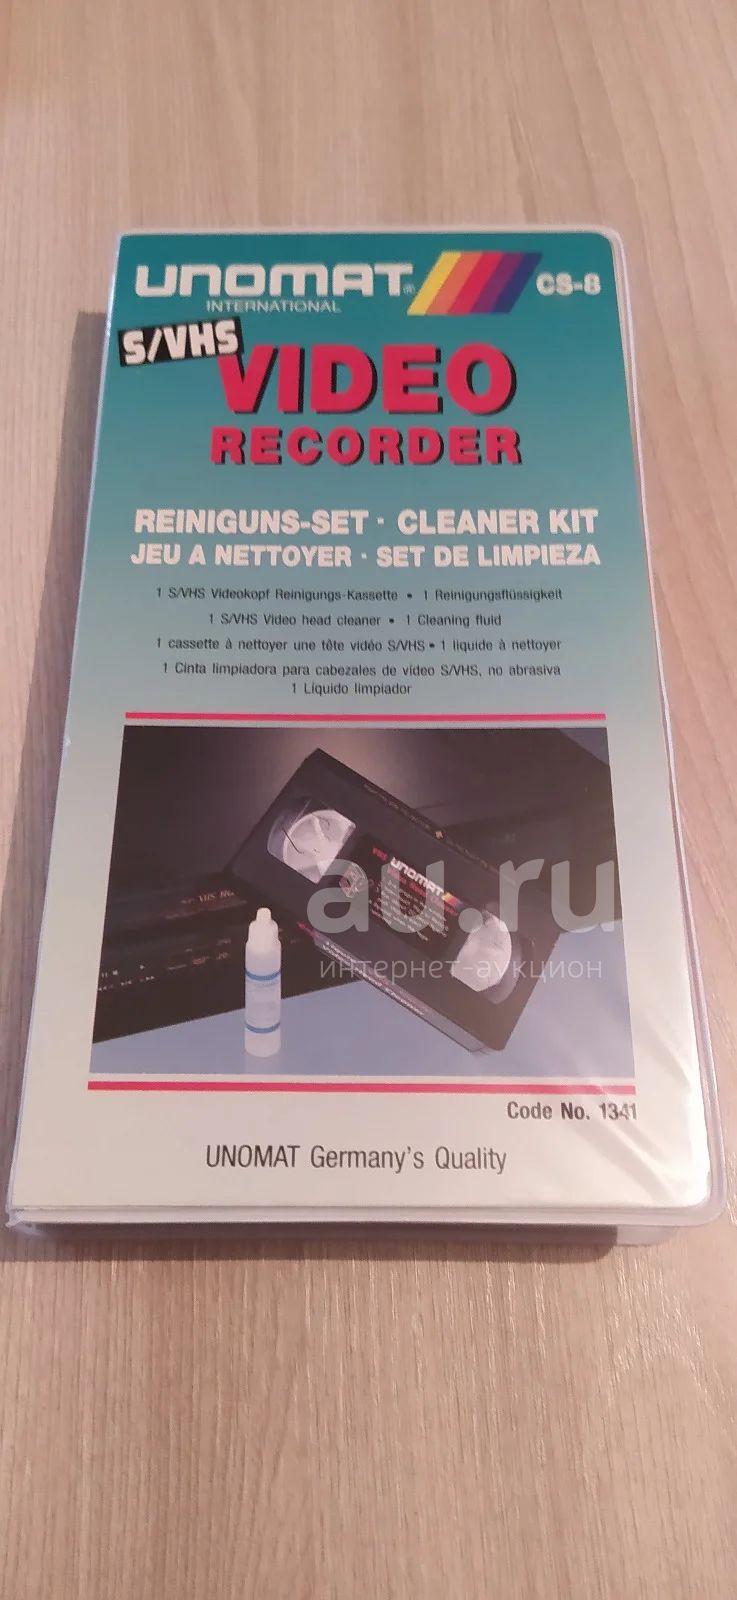 UNOMAT® CS-8
INTERNATIONAL
S/VHS
VIDEO
RECORDER
REINIGUNS-SET · CLEANER KIT
JEU A NETTOYER · SET DE LIMPIEZA
1 S/VHS Videokopf Reinigungs-Kassette • 1 Reinigungsflüssigkeit
1 S/VHS Video head cleaner • 1 Cleaning fluid
1 cassette à nettoyer une tête vidéo S/VHS • 1 liquide à nettoyer
1 Cinta limpiadora para cabezales de vídeo S/VHS, no abrasiva
1 Líquido limpiador
VHS UNOMAT
au.ru
интернет-аукцион
Code No. 1341
UNOMAT Germany's Quality